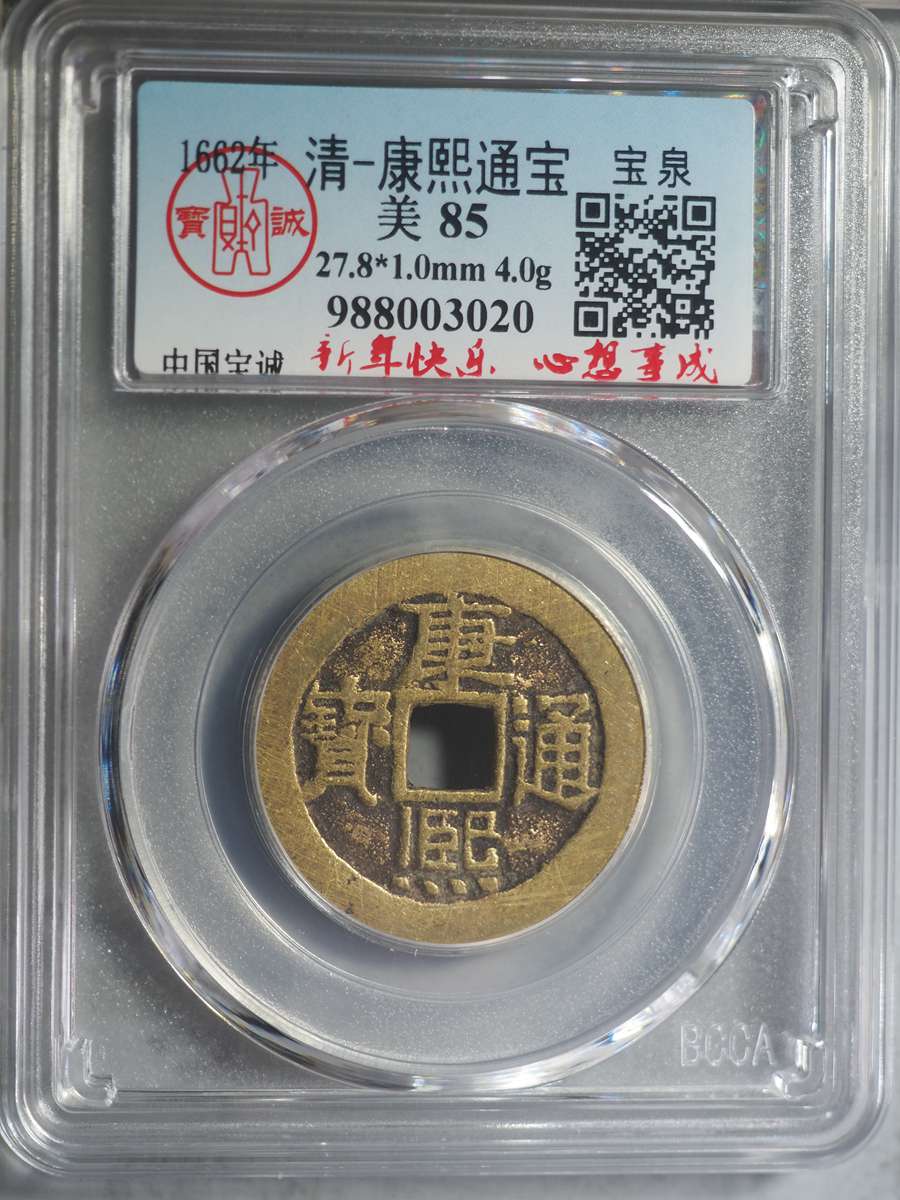 1662年 清-康熙通宝 宝泉
美 85
寶 誠
27.8*1.0mm 4.0g
988003020
中国宝诚 新年快乐 心想事成
康
寶 通
熙
BCCA